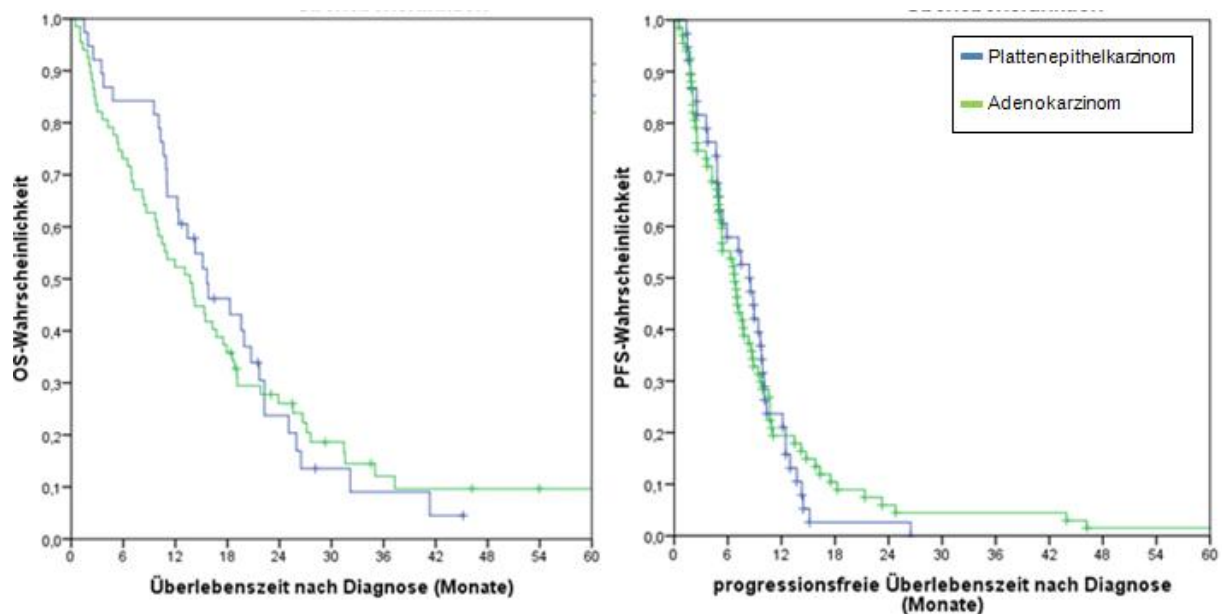 1,0
0,9
0,8
0,7
0,6
0,5
0,4
0,3
0,2
0,1
0,0
OS-Wahrscheinlichkeit
0 6 12 18 24 30 36 42 48 54 60
Überlebenszeit nach Diagnose (Monate)
1,0
0,9
0,8
0,7
0,6
0,5
0,4
0,3
0,2
0,1
0,0
PFS-Wahrscheinlichkeit
Plattenepithelkarzinom
Adenokarzinom
0 6 12 18 24 30 36 42 48 54 60
progressionsfreie Überlebenszeit nach Diagnose
(Monate)